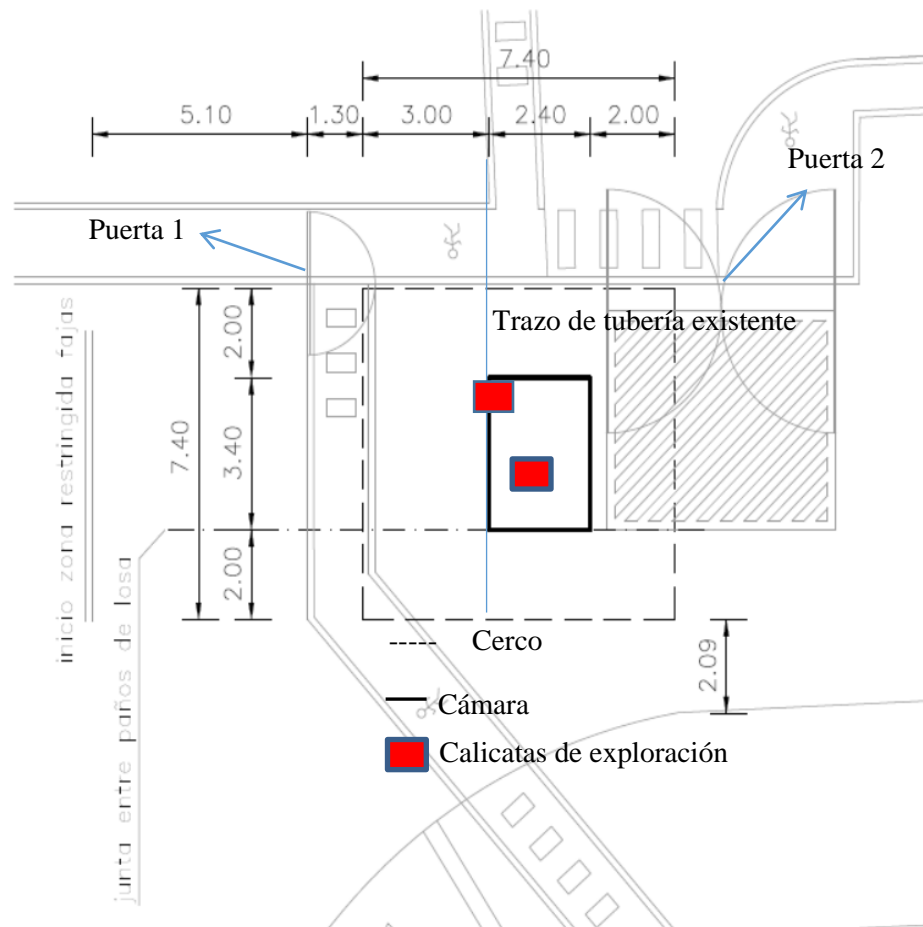 7.40
5.10
1.30
3.00
2.40
2.00
Puerta 2
Puerta 1
Trazo de tubería existente
2.00
3.40
7.40
2.00
inicio zona restringida fajas
junta entre paños de losa
2.09
Cerco
Cámara
Calicatas de exploración